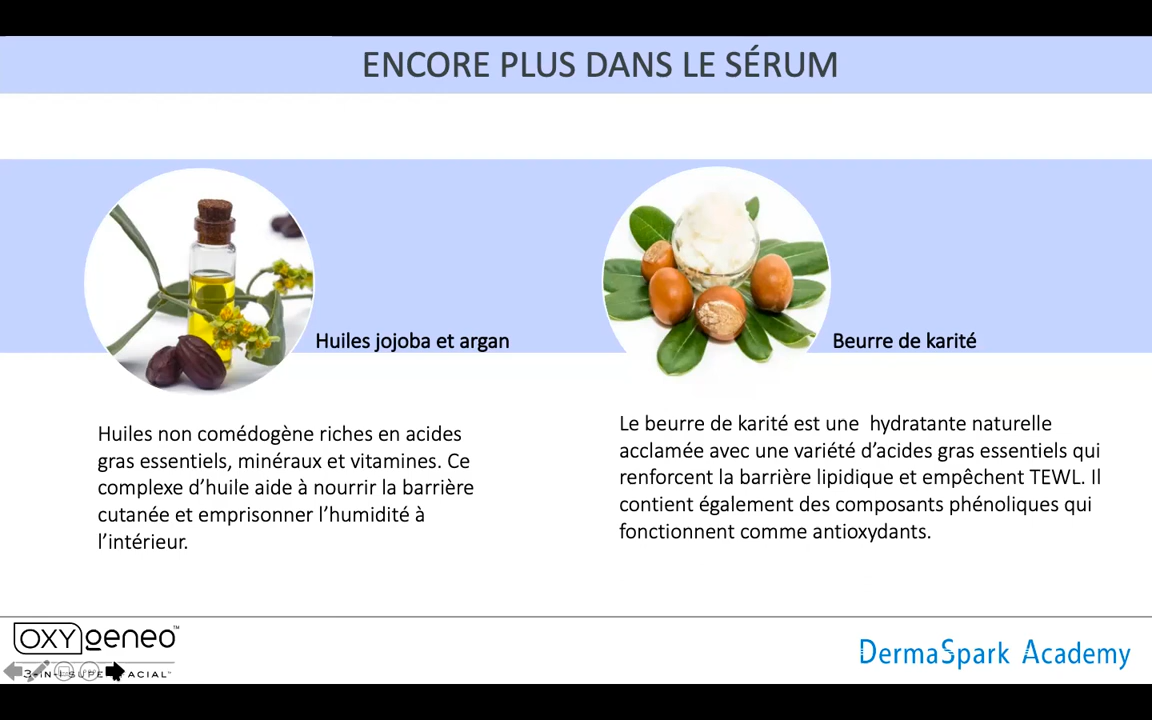 ENCORE PLUS DANS LE SÉRUM
Huiles jojoba et argan
Beurre de karité
Huiles non comédogène riches en acides
gras essentiels, minéraux et vitamines. Ce
complexe d’huile aide à nourrir la barrière
cutanée et emprisonner l’humidité à
l’intérieur.
Le beurre de karité est une  hydratante naturelle
acclamée avec une variété d’acides gras essentiels qui
renforcent la barrière lipidique et empêchent TEWL. Il
contient également des composants phénoliques qui
fonctionnent comme antioxydants.
OXYgeneo™
3-IN-1
DermaSpark Academy